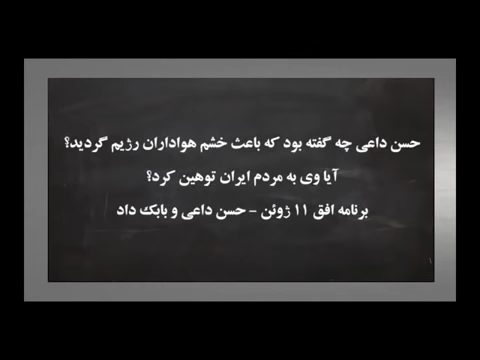 حسن داعی چه گفته بود که باعث خشم هواداران رژیم گردید؟
آیا وی به مردم ایران توهین کرد؟
برنامه افق ۱۱ ژوئن - حسن داعی و بابک داد